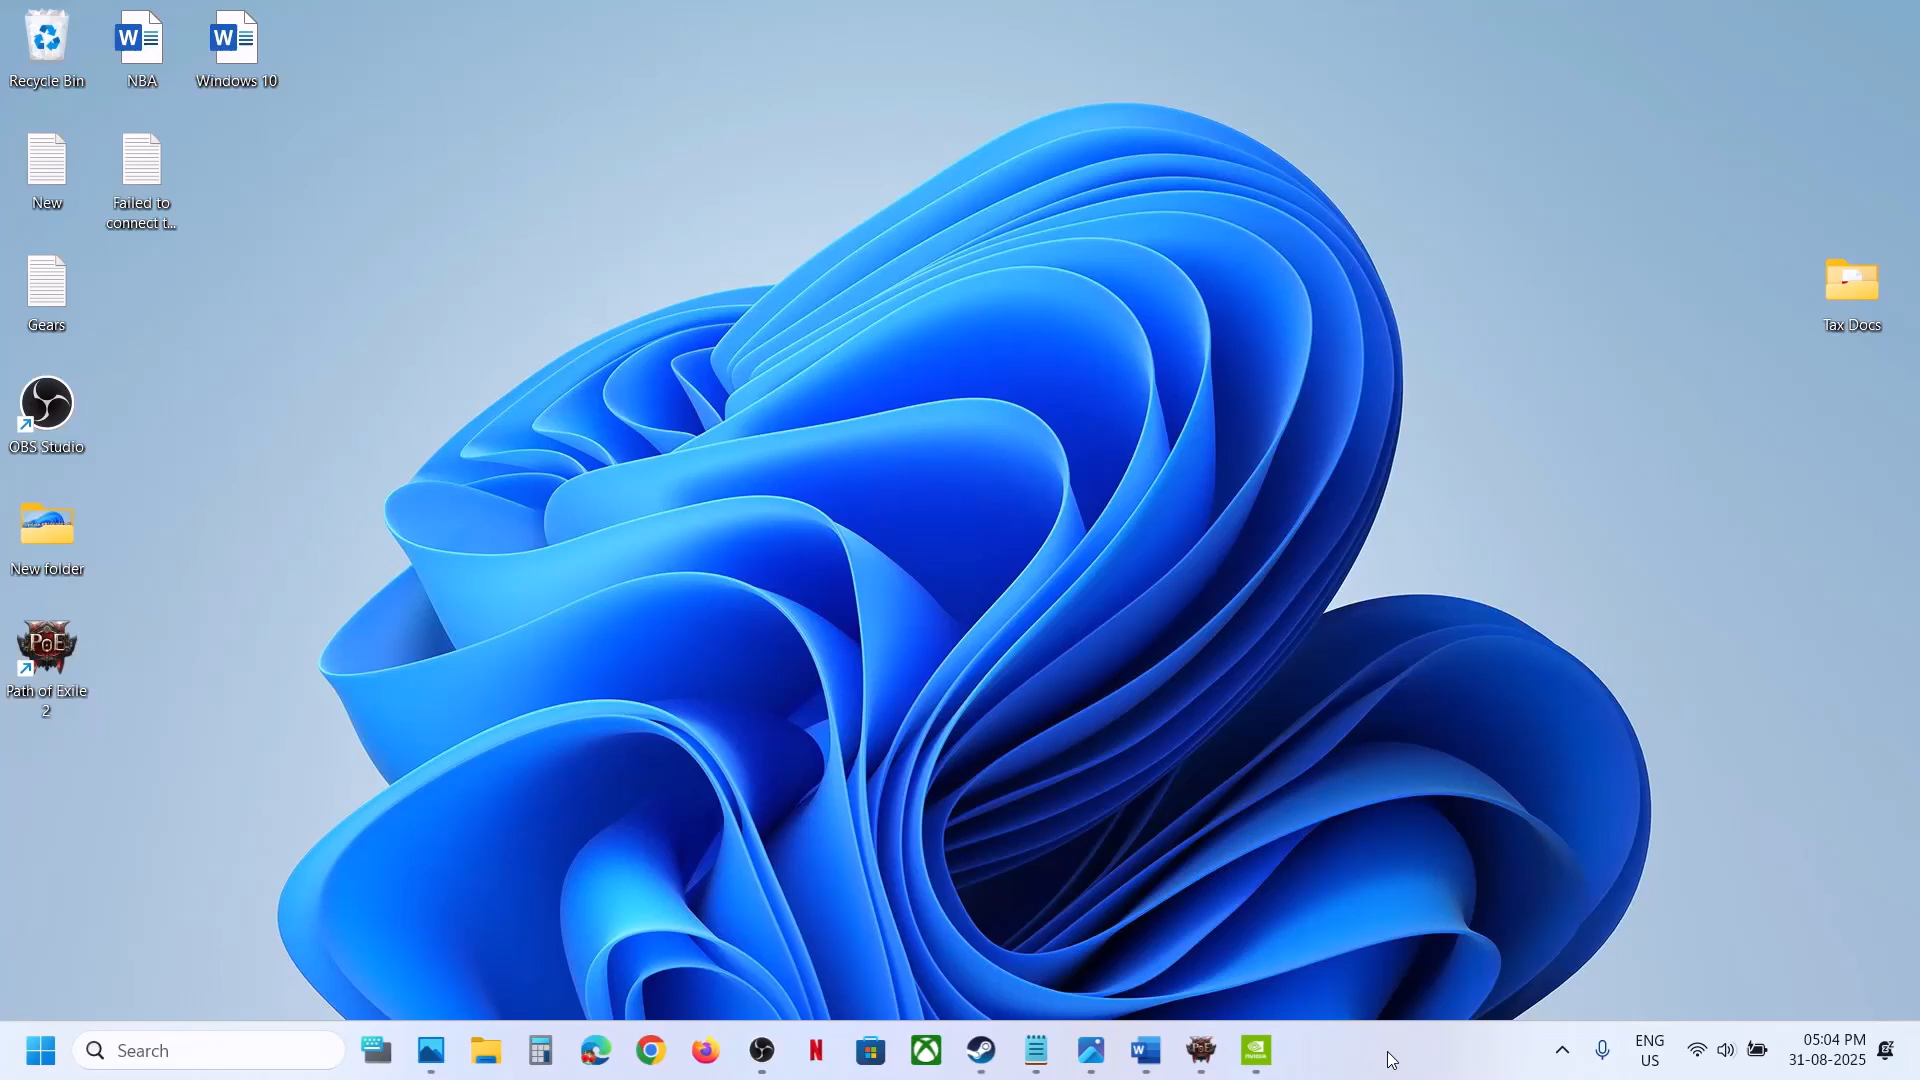 Recycle Bin
NBA
Windows 10
New
Failed to
connect t...
Gears
OBS Studio
New folder
PoE
Path of Exile
2
Tax Docs
Search
ENG
US
05:04 PM
31-08-2025